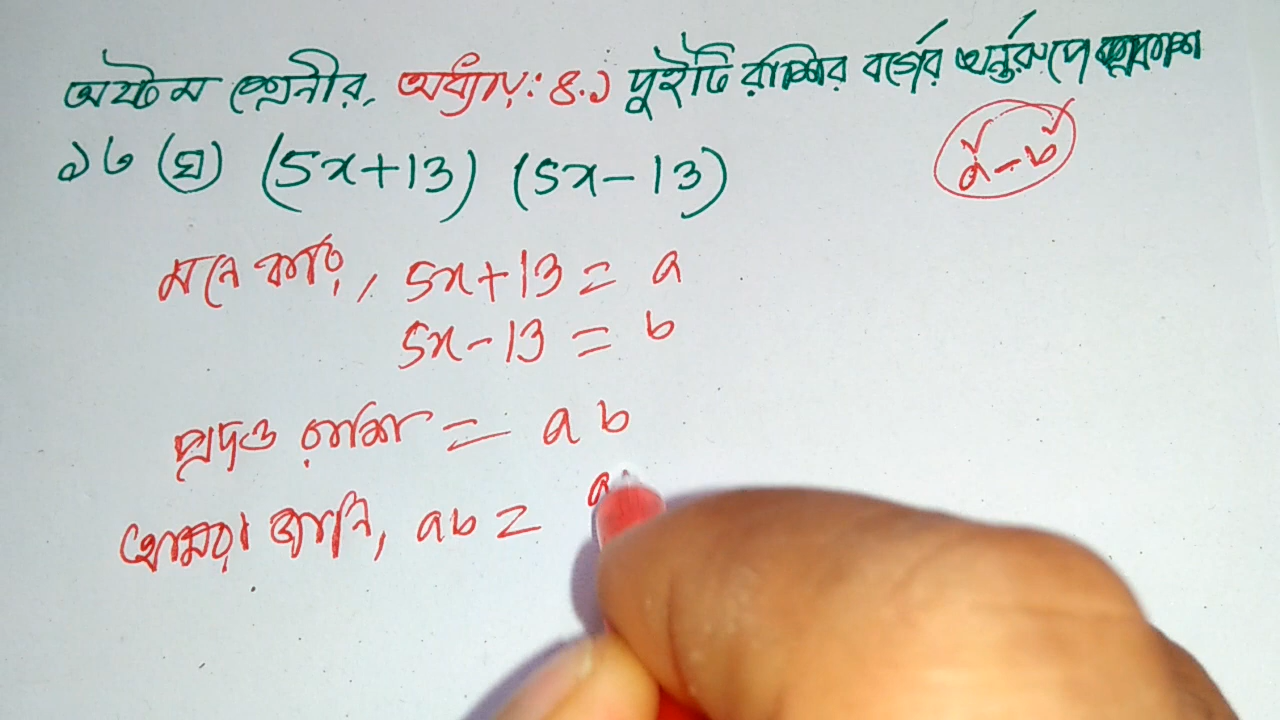 অষ্টম শ্রেনীর, অধ্যায়: ৪.১ দুইটি রাশির বর্গের অন্তররূপে প্রকাশ
১৬ (ঘ) (5x+13) (5x-13)
a² - b²
মনে করি, 5x+13 = a
5x-13 = b
প্রদত্ত রাশি = ab
আমরা জানি, ab = a